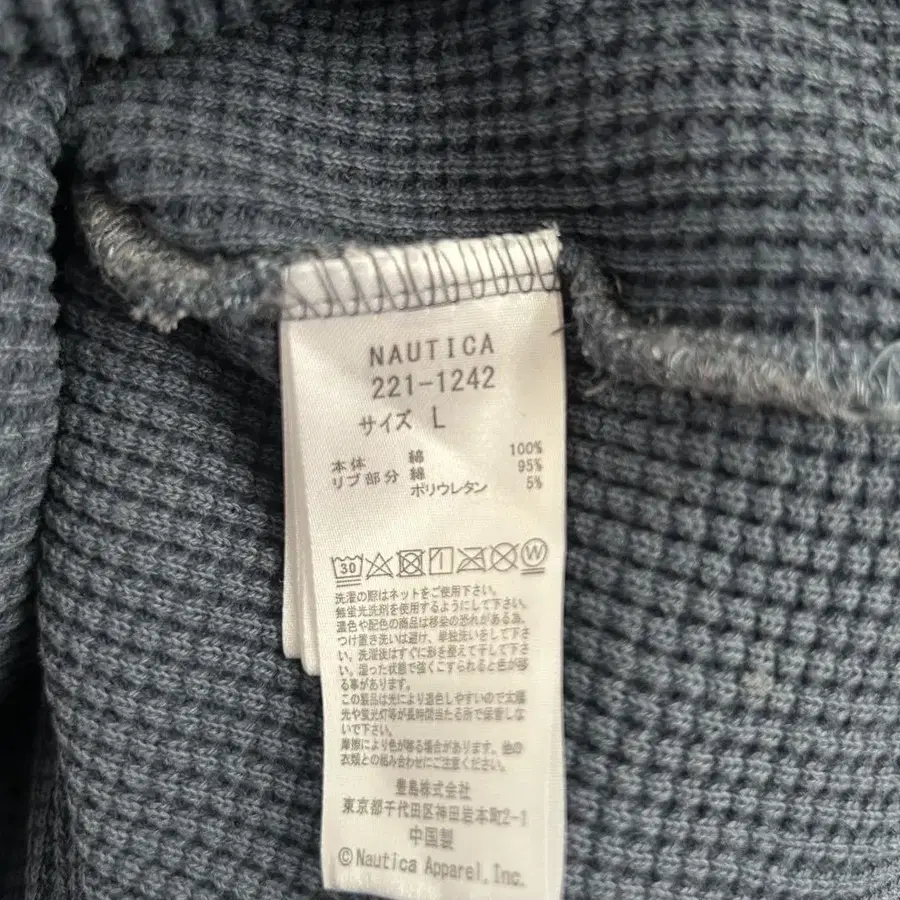 NAUTICA
221-1242
サイズ L
本体 綿 100%
リブ部分 綿 95%
ポリウレタン 5%
30 W
洗濯の際はネットをご使用下さい。
無蛍光洗剤を使用するようにして下さい。
濃色や配色の商品は移染の恐れがある為、
つけ置き洗いは避け、単独洗いをして下さ
い。洗濯後はすぐに形を整えて干して下さ
い。湿った状態で強くこすられると色が移
る事があります。
この製品は光により退色しやすいので太陽
光や蛍光灯等が長時間当たる所で保管しな
いで下さい。
摩擦により色が移る場合があります。他の
衣類との組み合わせにご注意ください。
豊島株式会社
東京都千代田区神田岩本町2-1
中国製
©Nautica Apparel, Inc.